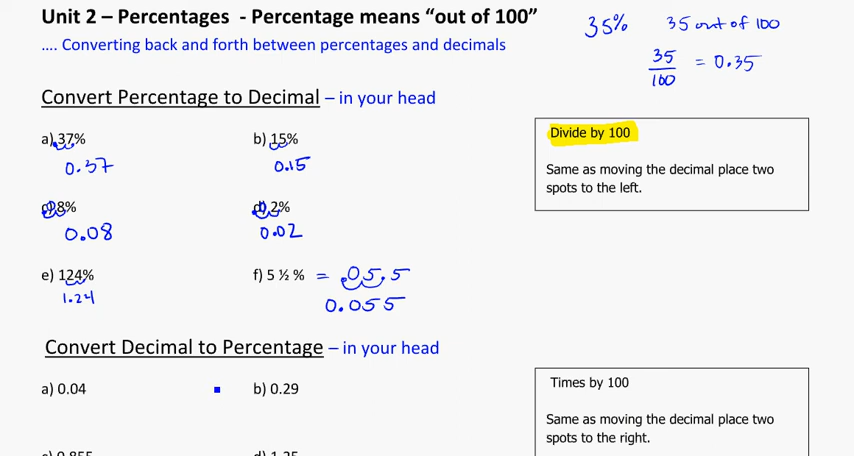 Unit 2 – Percentages - Percentage means “out of 100”
35% 35 out of 100
.... Converting back and forth between percentages and decimals
35/100 = 0.35
Convert Percentage to Decimal – in your head
a) 37% b) 15%
0.37 0.15
Divide by 100
Same as moving the decimal place two
spots to the left.
8% 2%
0.08 0.02
e) 124% f) 5 ½ % = .05.5
1.24 0.055
Convert Decimal to Percentage – in your head
a) 0.04 b) 0.29
Times by 100
Same as moving the decimal place two
spots to the right.
c) 0.855 d) 1.25